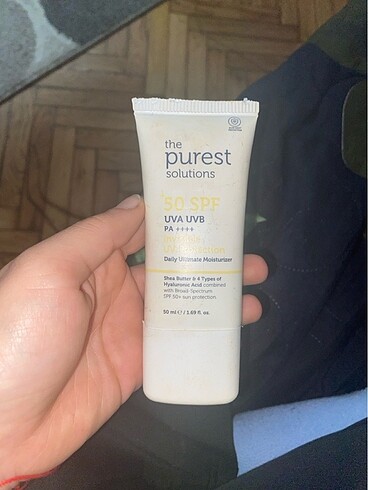 the
purest
solutions
50 SPF
UVA UVB
PA ++++
Daily Ultimate Moisturizer
Shea Butter & 4 Types of
Hyaluronic Acid combined
with Broad-Spectrum
SPF 50+ sun protection
50 ml ℮ / 1.69 fl. oz.